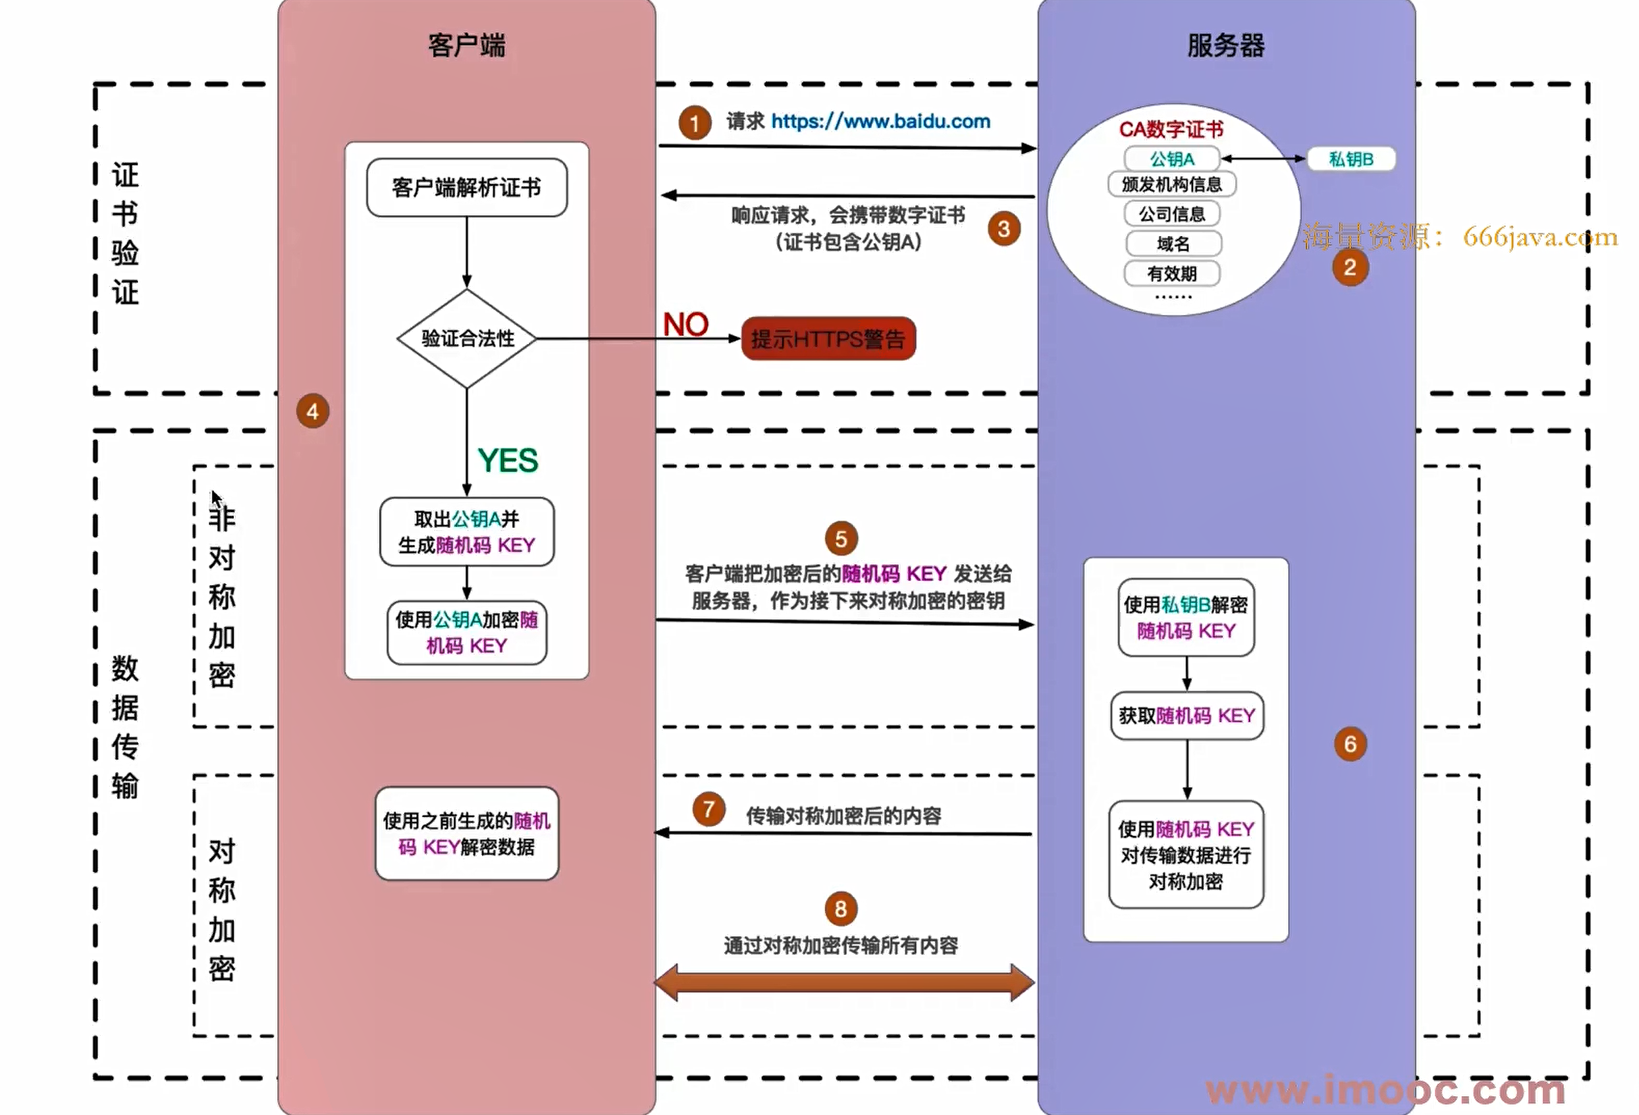 客户端
服务器
证书验证
1
请求 https://www.baidu.com
CA数字证书
公钥A
私钥B
颁发机构信息
公司信息
域名
有效期
......
2
海量资源：666java.com
响应请求，会携带数字证书
（证书包含公钥A）
3
客户端解析证书
验证合法性
NO
提示HTTPS警告
4
YES
数据传输
非对称加密
取出公钥A并
生成随机码 KEY
使用公钥A加密随
机码 KEY
5
客户端把加密后的随机码 KEY 发送给
服务器，作为接下来对称加密的密钥
使用私钥B解密
随机码 KEY
获取随机码 KEY
6
使用随机码 KEY
对传输数据进行
对称加密
对称加密
7
传输对称加密后的内容
使用之前生成的随机
码 KEY解密数据
8
通过对称加密传输所有内容
www.imooc.com